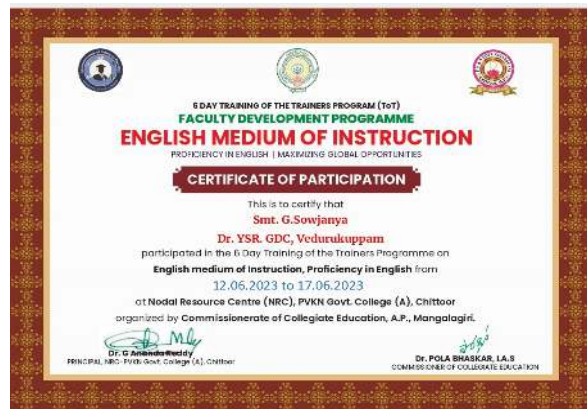 6 DAY TRAINING OF THE TRAINERS PROGRAM (ToT)
FACULTY DEVELOPMENT PROGRAMME
ENGLISH MEDIUM OF INSTRUCTION
PROFICIENCY IN ENGLISH | MAXIMIZING GLOBAL OPPORTUNITIES
CERTIFICATE OF PARTICIPATION
This is to certify that
Smt. G.Sowjanya
Dr. YSR. GDC, Vedurukuppam
participated in the 6 Day Training of the Trainers Programme on
English medium of Instruction, Proficiency in English from
12.06.2023 to 17.06.2023
at Nodal Resource Centre (NRC), PVKN Govt. College (A), Chittoor
organized by Commissionerate of Collegiate Education, A.P., Mangalagiri.
Dr. G Ananda Reddy
PRINCIPAL, NRC- PVKN Govt. College (A), Chittoor
Dr. POLA BHASKAR, I.A.S
COMMISSIONER OF COLLEGIATE EDUCATION